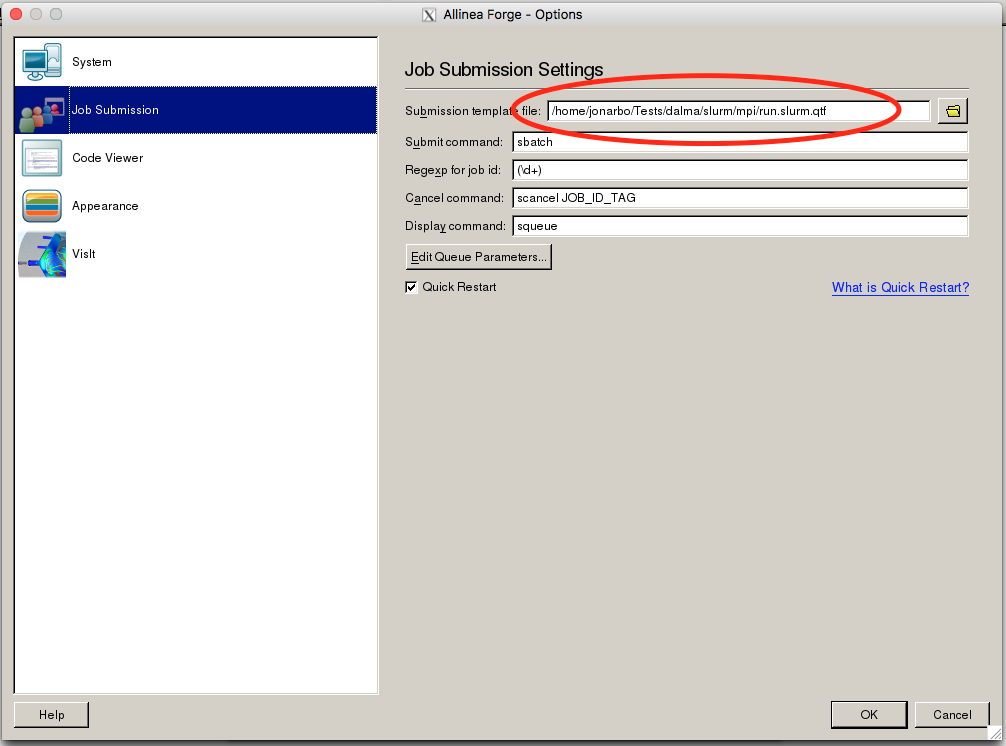 Allinea Forge - Options
System
Job Submission
Code Viewer
Appearance
VisIt
Job Submission Settings
Submission template file: /home/jonarbo/Tests/dalma/slurm/mpi/run.slurm.qtf
Submit command: sbatch
Regexp for job id: (\d+)
Cancel command: scancel JOB_ID_TAG
Display command: squeue
Edit Queue Parameters...
Quick Restart What is Quick Restart?
Help OK Cancel